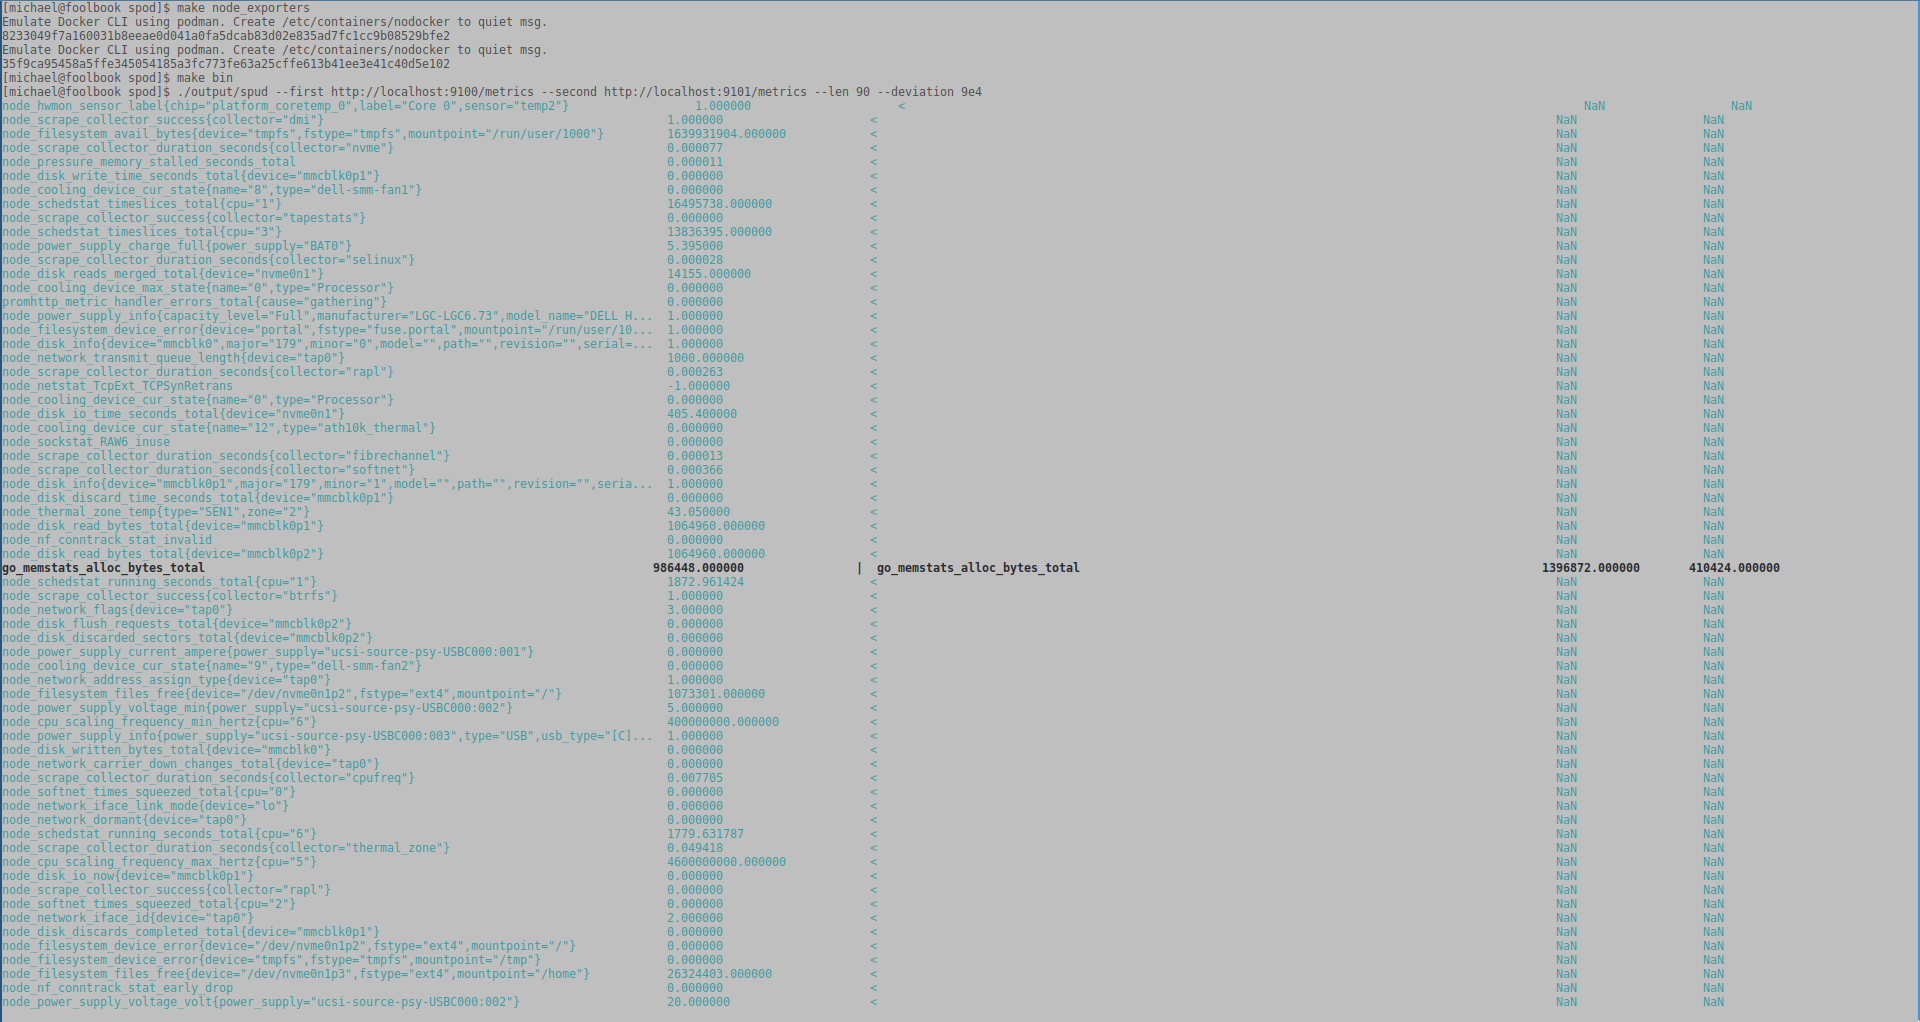 [michael@foolbook spod]$ make node_exporters
Emulate Docker CLI using podman. Create /etc/containers/nodocker to quiet msg.
8233049f7a160031b8eeae0d041a0fa5dcab83d02e835ad7fc1cc9b08529bfe2
Emulate Docker CLI using podman. Create /etc/containers/nodocker to quiet msg.
35f9ca95458a5ffe345054185a3fc773fe63a25cffe613b41ee3e41c40d5e102
[michael@foolbook spod]$ make bin
[michael@foolbook spod]$ ./output/spud --first http://localhost:9100/metrics --second http://localhost:9101/metrics --len 90 --deviation 9e4
node_hwmon_sensor_label{chip="platform_coretemp_0",label="Core 0",sensor="temp2"} 1.000000 < NaN NaN
node_scrape_collector_success{collector="dmi"} 1.000000 < NaN NaN
node_filesystem_avail_bytes{device="tmpfs",fstype="tmpfs",mountpoint="/run/user/1000"} 1639931904.000000 < NaN NaN
node_scrape_collector_duration_seconds{collector="nvme"} 0.000077 < NaN NaN
node_pressure_memory_stalled_seconds_total 0.000011 < NaN NaN
node_disk_write_time_seconds_total{device="mmcblk0p1"} 0.000000 < NaN NaN
node_cooling_device_cur_state{name="8",type="dell-smm-fan1"} 0.000000 < NaN NaN
node_schedstat_timeslices_total{cpu="1"} 16495738.000000 < NaN NaN
node_scrape_collector_success{collector="tapestats"} 0.000000 < NaN NaN
node_schedstat_timeslices_total{cpu="3"} 13836395.000000 < NaN NaN
node_power_supply_charge_full{power_supply="BAT0"} 5.395000 < NaN NaN
node_scrape_collector_duration_seconds{collector="selinux"} 0.000028 < NaN NaN
node_disk_reads_merged_total{device="nvme0n1"} 14155.000000 < NaN NaN
node_cooling_device_max_state{name="0",type="Processor"} 0.000000 < NaN NaN
promhttp_metric_handler_errors_total{cause="gathering"} 0.000000 < NaN NaN
node_power_supply_info{capacity_level="Full",manufacturer="LGC-LGC6.73",model_name="DELL H... 1.000000 < NaN NaN
node_filesystem_device_error{device="portal",fstype="fuse.portal",mountpoint="/run/user/10... 1.000000 < NaN NaN
node_disk_info{device="mmcblk0",major="179",minor="0",model="",path="",revision="",serial=... 1.000000 < NaN NaN
node_network_transmit_queue_length{device="tap0"} 1000.000000 < NaN NaN
node_scrape_collector_duration_seconds{collector="rapl"} 0.000263 < NaN NaN
node_netstat_TcpExt_TCPSynRetrans -1.000000 < NaN NaN
node_cooling_device_cur_state{name="0",type="Processor"} 0.000000 < NaN NaN
node_disk_io_time_seconds_total{device="nvme0n1"} 405.400000 < NaN NaN
node_cooling_device_cur_state{name="12",type="ath10k_thermal"} 0.000000 < NaN NaN
node_sockstat_RAW6_inuse 0.000000 < NaN NaN
node_scrape_collector_duration_seconds{collector="fibrechannel"} 0.000013 < NaN NaN
node_scrape_collector_duration_seconds{collector="softnet"} 0.000366 < NaN NaN
node_disk_info{device="mmcblk0p1",major="179",minor="1",model="",path="",revision="",seria... 1.000000 < NaN NaN
node_disk_discard_time_seconds_total{device="mmcblk0p1"} 0.000000 < NaN NaN
node_thermal_zone_temp{type="SEN1",zone="2"} 43.050000 < NaN NaN
node_disk_read_bytes_total{device="mmcblk0p1"} 1064960.000000 < NaN NaN
node_nf_conntrack_stat_invalid 0.000000 < NaN NaN
node_disk_read_bytes_total{device="mmcblk0p2"} 1064960.000000 < NaN NaN
go_memstats_alloc_bytes_total 986448.000000 | go_memstats_alloc_bytes_total 1396872.000000 410424.000000
node_schedstat_running_seconds_total{cpu="1"} 1872.961424 < NaN NaN
node_scrape_collector_success{collector="btrfs"} 1.000000 < NaN NaN
node_network_flags{device="tap0"} 3.000000 < NaN NaN
node_disk_flush_requests_total{device="mmcblk0p2"} 0.000000 < NaN NaN
node_disk_discarded_sectors_total{device="mmcblk0p2"} 0.000000 < NaN NaN
node_power_supply_current_ampere{power_supply="ucsi-source-psy-USBC000:001"} 0.000000 < NaN NaN
node_cooling_device_cur_state{name="9",type="dell-smm-fan2"} 0.000000 < NaN NaN
node_network_address_assign_type{device="tap0"} 1.000000 < NaN NaN
node_filesystem_files_free{device="/dev/nvme0n1p2",fstype="ext4",mountpoint="/"} 1073301.000000 < NaN NaN
node_power_supply_voltage_min{power_supply="ucsi-source-psy-USBC000:002"} 5.000000 < NaN NaN
node_cpu_scaling_frequency_min_hertz{cpu="6"} 400000000.000000 < NaN NaN
node_power_supply_info{power_supply="ucsi-source-psy-USBC000:003",type="USB",usb_type="[C]... 1.000000 < NaN NaN
node_disk_written_bytes_total{device="mmcblk0"} 0.000000 < NaN NaN
node_network_carrier_down_changes_total{device="tap0"} 0.000000 < NaN NaN
node_scrape_collector_duration_seconds{collector="cpufreq"} 0.007705 < NaN NaN
node_softnet_times_squeezed_total{cpu="0"} 0.000000 < NaN NaN
node_network_iface_link_mode{device="lo"} 0.000000 < NaN NaN
node_network_dormant{device="tap0"} 0.000000 < NaN NaN
node_schedstat_running_seconds_total{cpu="6"} 1779.631787 < NaN NaN
node_scrape_collector_duration_seconds{collector="thermal_zone"} 0.049418 < NaN NaN
node_cpu_scaling_frequency_max_hertz{cpu="5"} 4600000000.000000 < NaN NaN
node_disk_io_now{device="mmcblk0p1"} 0.000000 < NaN NaN
node_scrape_collector_success{collector="rapl"} 0.000000 < NaN NaN
node_softnet_times_squeezed_total{cpu="2"} 0.000000 < NaN NaN
node_network_iface_id{device="tap0"} 2.000000 < NaN NaN
node_disk_discards_completed_total{device="mmcblk0p1"} 0.000000 < NaN NaN
node_filesystem_device_error{device="/dev/nvme0n1p2",fstype="ext4",mountpoint="/"} 0.000000 < NaN NaN
node_filesystem_device_error{device="tmpfs",fstype="tmpfs",mountpoint="/tmp"} 0.000000 < NaN NaN
node_filesystem_files_free{device="/dev/nvme0n1p3",fstype="ext4",mountpoint="/home"} 26324403.000000 < NaN NaN
node_nf_conntrack_stat_early_drop 0.000000 < NaN NaN
node_power_supply_voltage_volt{power_supply="ucsi-source-psy-USBC000:002"} 20.000000 < NaN NaN